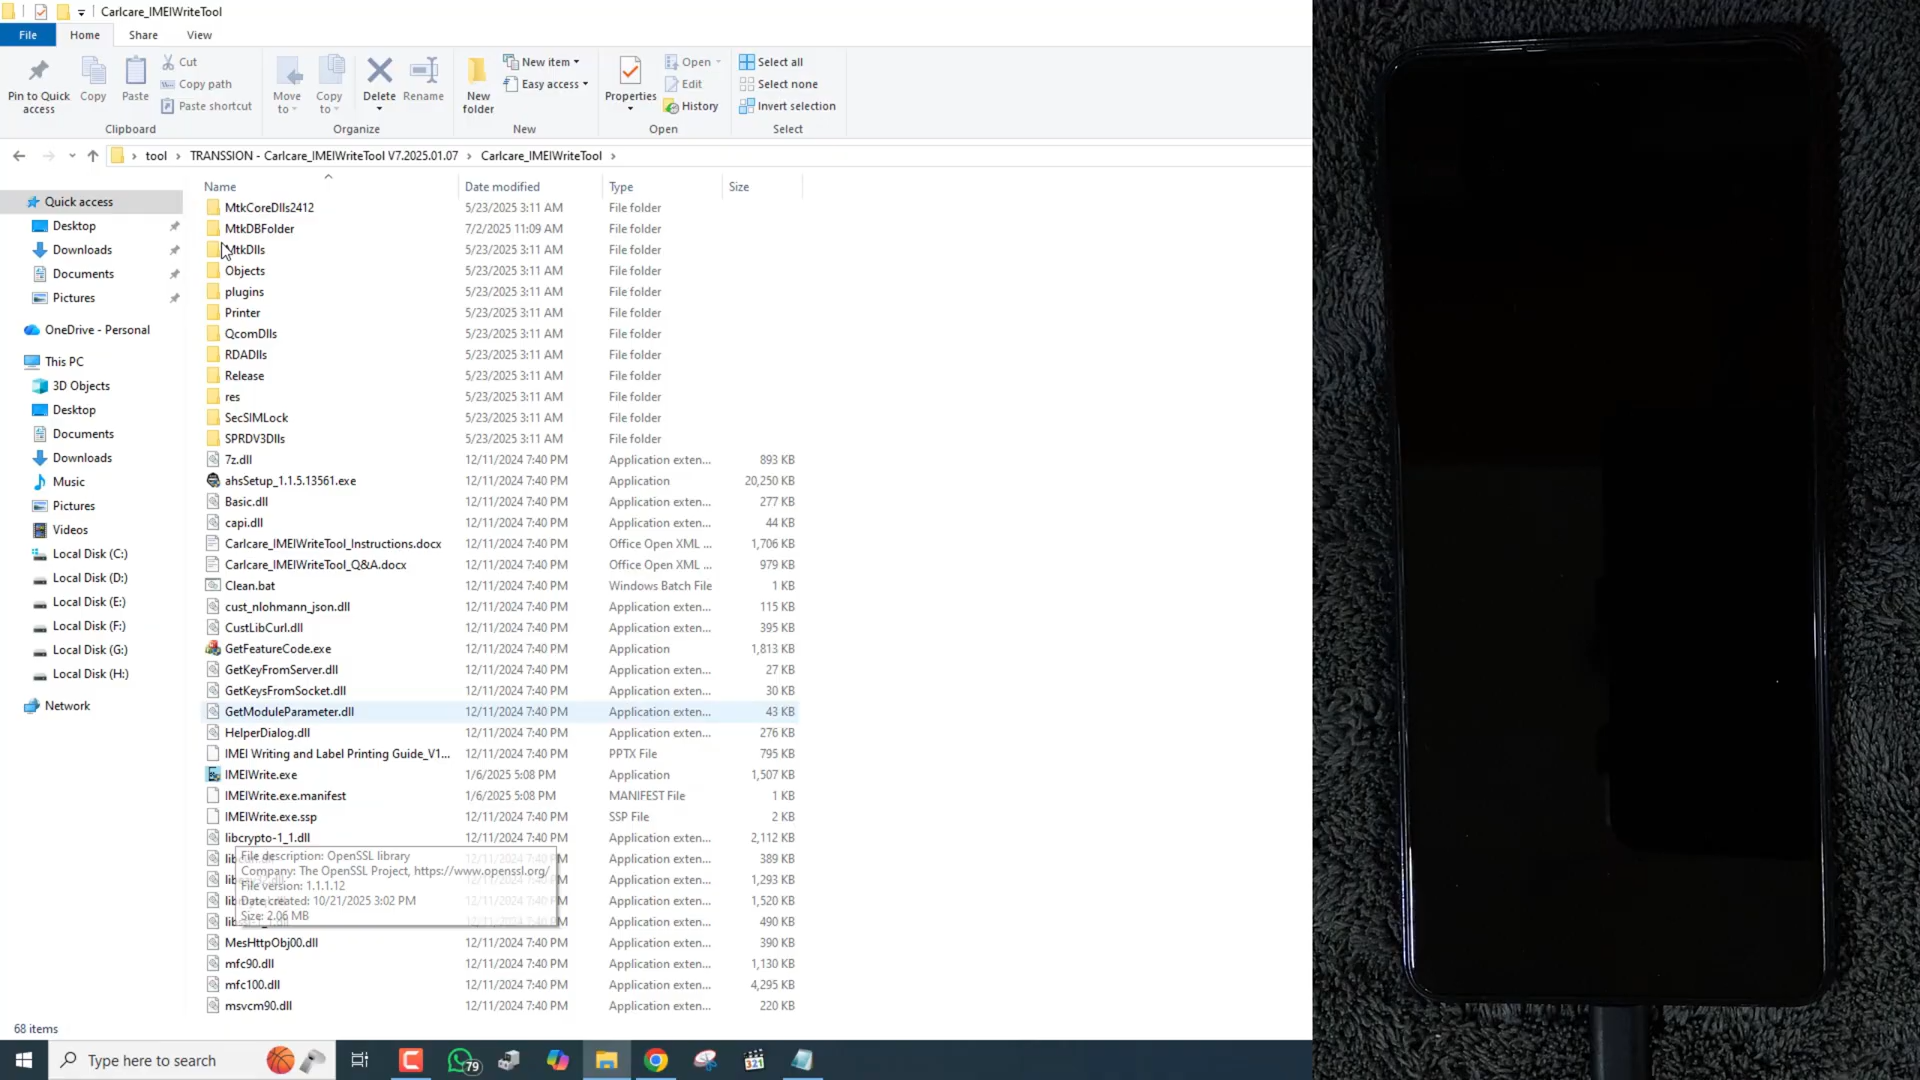 Carlcare_IMEIWriteTool
File Home Share View
Pin to Quick access
Copy
Paste
Cut
Copy path
Paste shortcut
Clipboard
Move to
Copy to
Delete
Rename
Organize
New folder
New item
Easy access
New
Properties
Open
Edit
History
Open
Select all
Select none
Invert selection
Select
tool › TRANSSION - Carlcare_IMEIWriteTool V7.2025.01.07 › Carlcare_IMEIWriteTool ›
Quick access
Desktop
Downloads
Documents
Pictures
OneDrive - Personal
This PC
3D Objects
Desktop
Documents
Downloads
Music
Pictures
Videos
Local Disk (C:)
Local Disk (D:)
Local Disk (E:)
Local Disk (F:)
Local Disk (G:)
Local Disk (H:)
Network
Name Date modified Type Size
MtkCoreDlls2412 5/23/2025 3:11 AM File folder
MtkDBFolder 7/2/2025 11:09 AM File folder
MtkDlls 5/23/2025 3:11 AM File folder
Objects 5/23/2025 3:11 AM File folder
plugins 5/23/2025 3:11 AM File folder
Printer 5/23/2025 3:11 AM File folder
QcomDlls 5/23/2025 3:11 AM File folder
RDADlls 5/23/2025 3:11 AM File folder
Release 5/23/2025 3:11 AM File folder
res 5/23/2025 3:11 AM File folder
SecSIMLock 5/23/2025 3:11 AM File folder
SPRDV3Dlls 5/23/2025 3:11 AM File folder
7z.dll 12/11/2024 7:40 PM Application exten... 893 KB
ahsSetup_1.1.5.13561.exe 12/11/2024 7:40 PM Application 20,250 KB
Basic.dll 12/11/2024 7:40 PM Application exten... 277 KB
capi.dll 12/11/2024 7:40 PM Application exten... 44 KB
Carlcare_IMEIWriteTool_Instructions.docx 12/11/2024 7:40 PM Office Open XML ... 1,706 KB
Carlcare_IMEIWriteTool_Q&A.docx 12/11/2024 7:40 PM Office Open XML ... 979 KB
Clean.bat 12/11/2024 7:40 PM Windows Batch File 1 KB
cust_nlohmann_json.dll 12/11/2024 7:40 PM Application exten... 115 KB
CustLibCurl.dll 12/11/2024 7:40 PM Application exten... 395 KB
GetFeatureCode.exe 12/11/2024 7:40 PM Application 1,813 KB
GetKeyFromServer.dll 12/11/2024 7:40 PM Application exten... 27 KB
GetKeysFromSocket.dll 12/11/2024 7:40 PM Application exten... 30 KB
GetModuleParameter.dll 12/11/2024 7:40 PM Application exten... 43 KB
HelperDialog.dll 12/11/2024 7:40 PM Application exten... 276 KB
IMEI Writing and Label Printing Guide_V1... 12/11/2024 7:40 PM PPTX File 795 KB
IMEIWrite.exe 1/6/2025 5:08 PM Application 1,507 KB
IMEIWrite.exe.manifest 1/6/2025 5:08 PM MANIFEST File 1 KB
IMEIWrite.exe.ssp 12/11/2024 7:40 PM SSP File 2 KB
libcrypto-1_1.dll 12/11/2024 7:40 PM Application exten... 2,112 KB
Application exten... 389 KB
Application exten... 1,293 KB
Application exten... 1,520 KB
Application exten... 490 KB
File description: OpenSSL library
Company: The OpenSSL Project, https://www.openssl.org/
File version: 1.1.1.12
Date created: 10/21/2025 3:02 PM
Size: 2.06 MB
MesHttpObj00.dll 12/11/2024 7:40 PM Application exten... 390 KB
mfc90.dll 12/11/2024 7:40 PM Application exten... 1,130 KB
mfc100.dll 12/11/2024 7:40 PM Application exten... 4,295 KB
msvcm90.dll 12/11/2024 7:40 PM Application exten... 220 KB
68 items
Type here to search
79
321